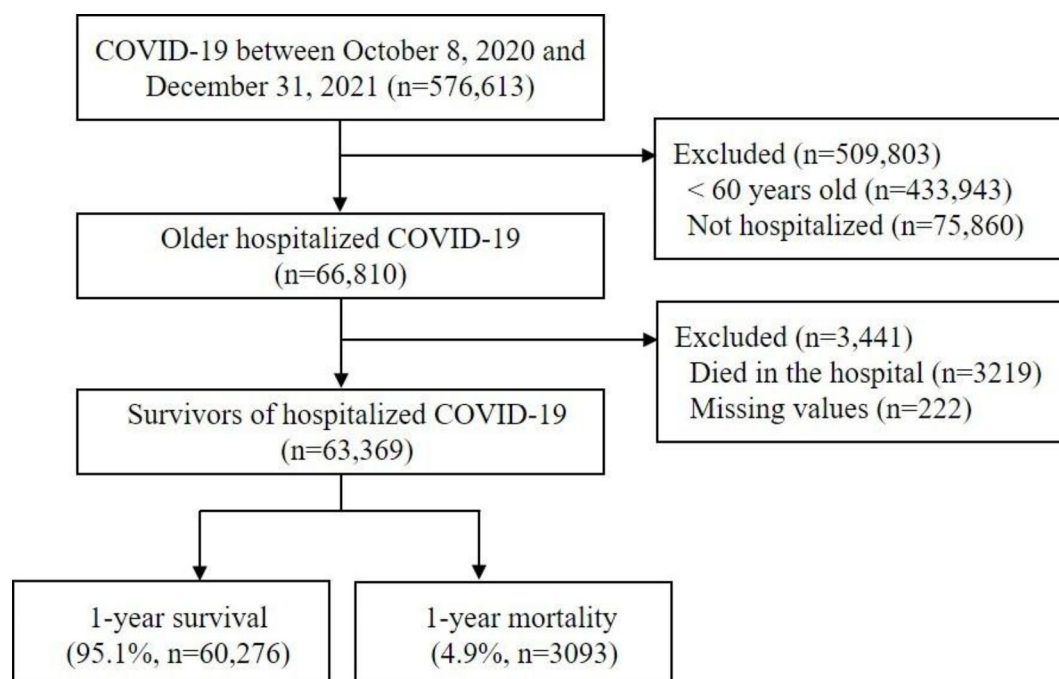 COVID-19 between October 8, 2020 and
December 31, 2021 (n=576,613)
Excluded (n=509,803)
< 60 years old (n=433,943)
Not hospitalized (n=75,860)
Older hospitalized COVID-19
(n=66,810)
Excluded (n=3,441)
Died in the hospital (n=3219)
Missing values (n=222)
Survivors of hospitalized COVID-19
(n=63,369)
1-year survival
(95.1%, n=60,276)
1-year mortality
(4.9%, n=3093)